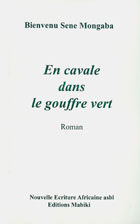 Bienvenu Sene Mongaba
En cavale
dans
le gouffre vert
Roman
Nouvelle Ecriture Africaine asbl
Editions Mabiki